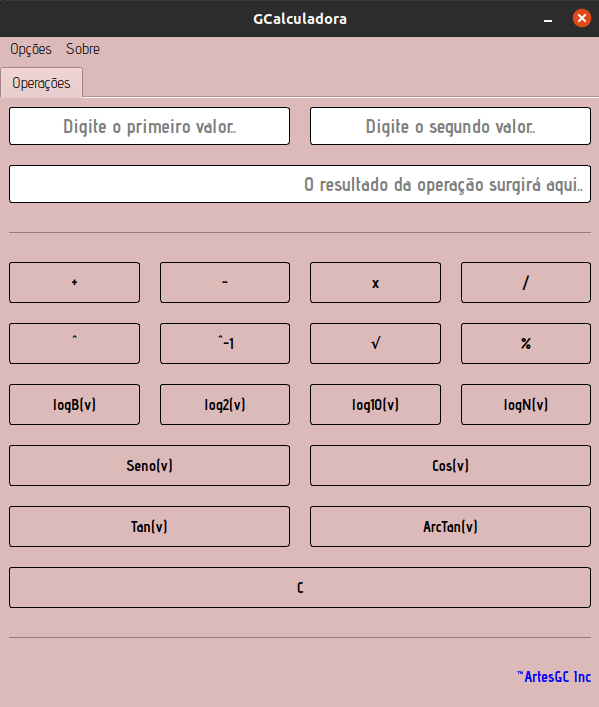 GCalculadora
Opções Sobre
Operações
Digite o primeiro valor.. Digite o segundo valor..
O resultado da operação surgirá aqui..
+ - x /
^ ^-1 √ %
logB(v) log2(v) log10(v) logN(v)
Seno(v) Cos(v)
Tan(v) ArcTan(v)
C
™ArtesGC Inc